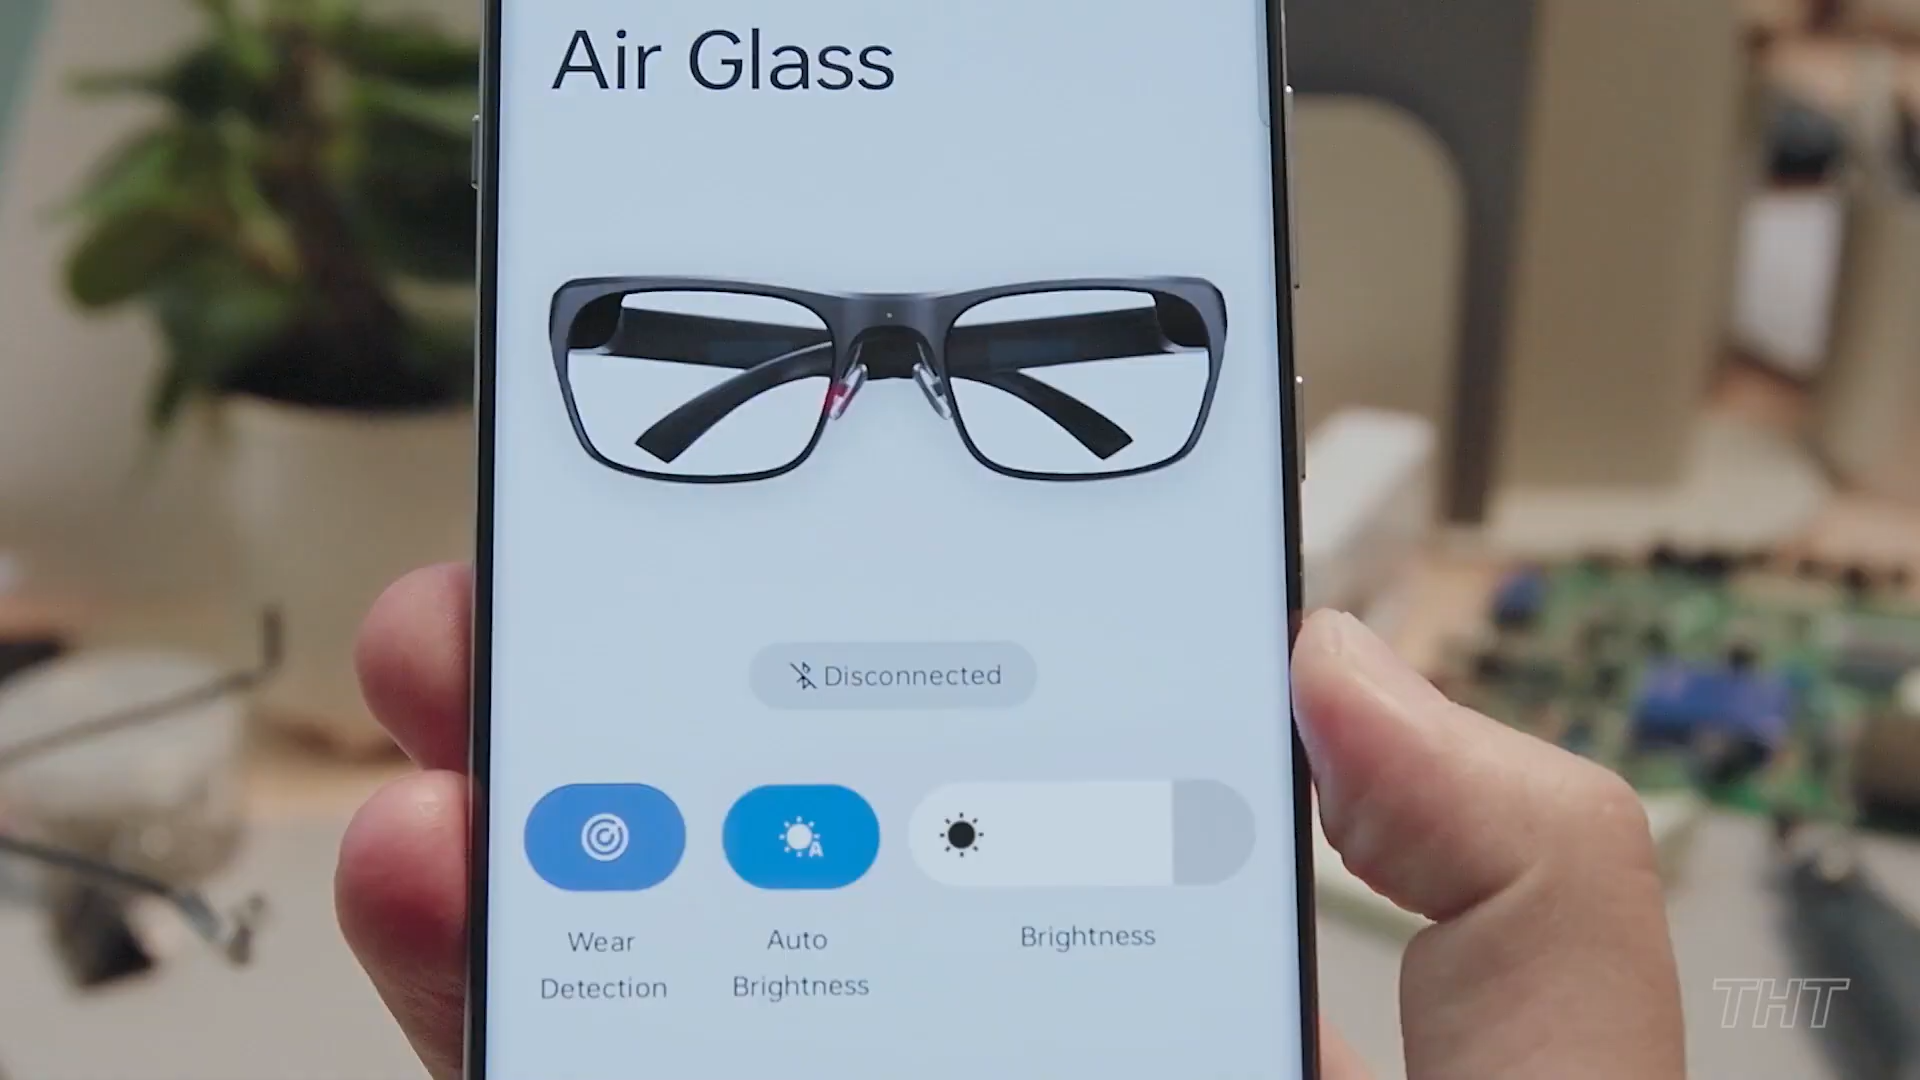 Air Glass
Disconnected
Wear
Detection
Auto
Brightness
Brightness
A
THT